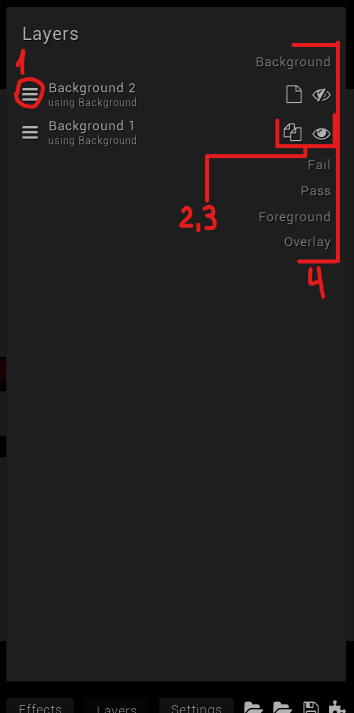 Layers
1
Background
Background 2
using Background
Background 1
using Background
Fail
2,3
Pass
Foreground
Overlay
4
Effects
Layers
Settings